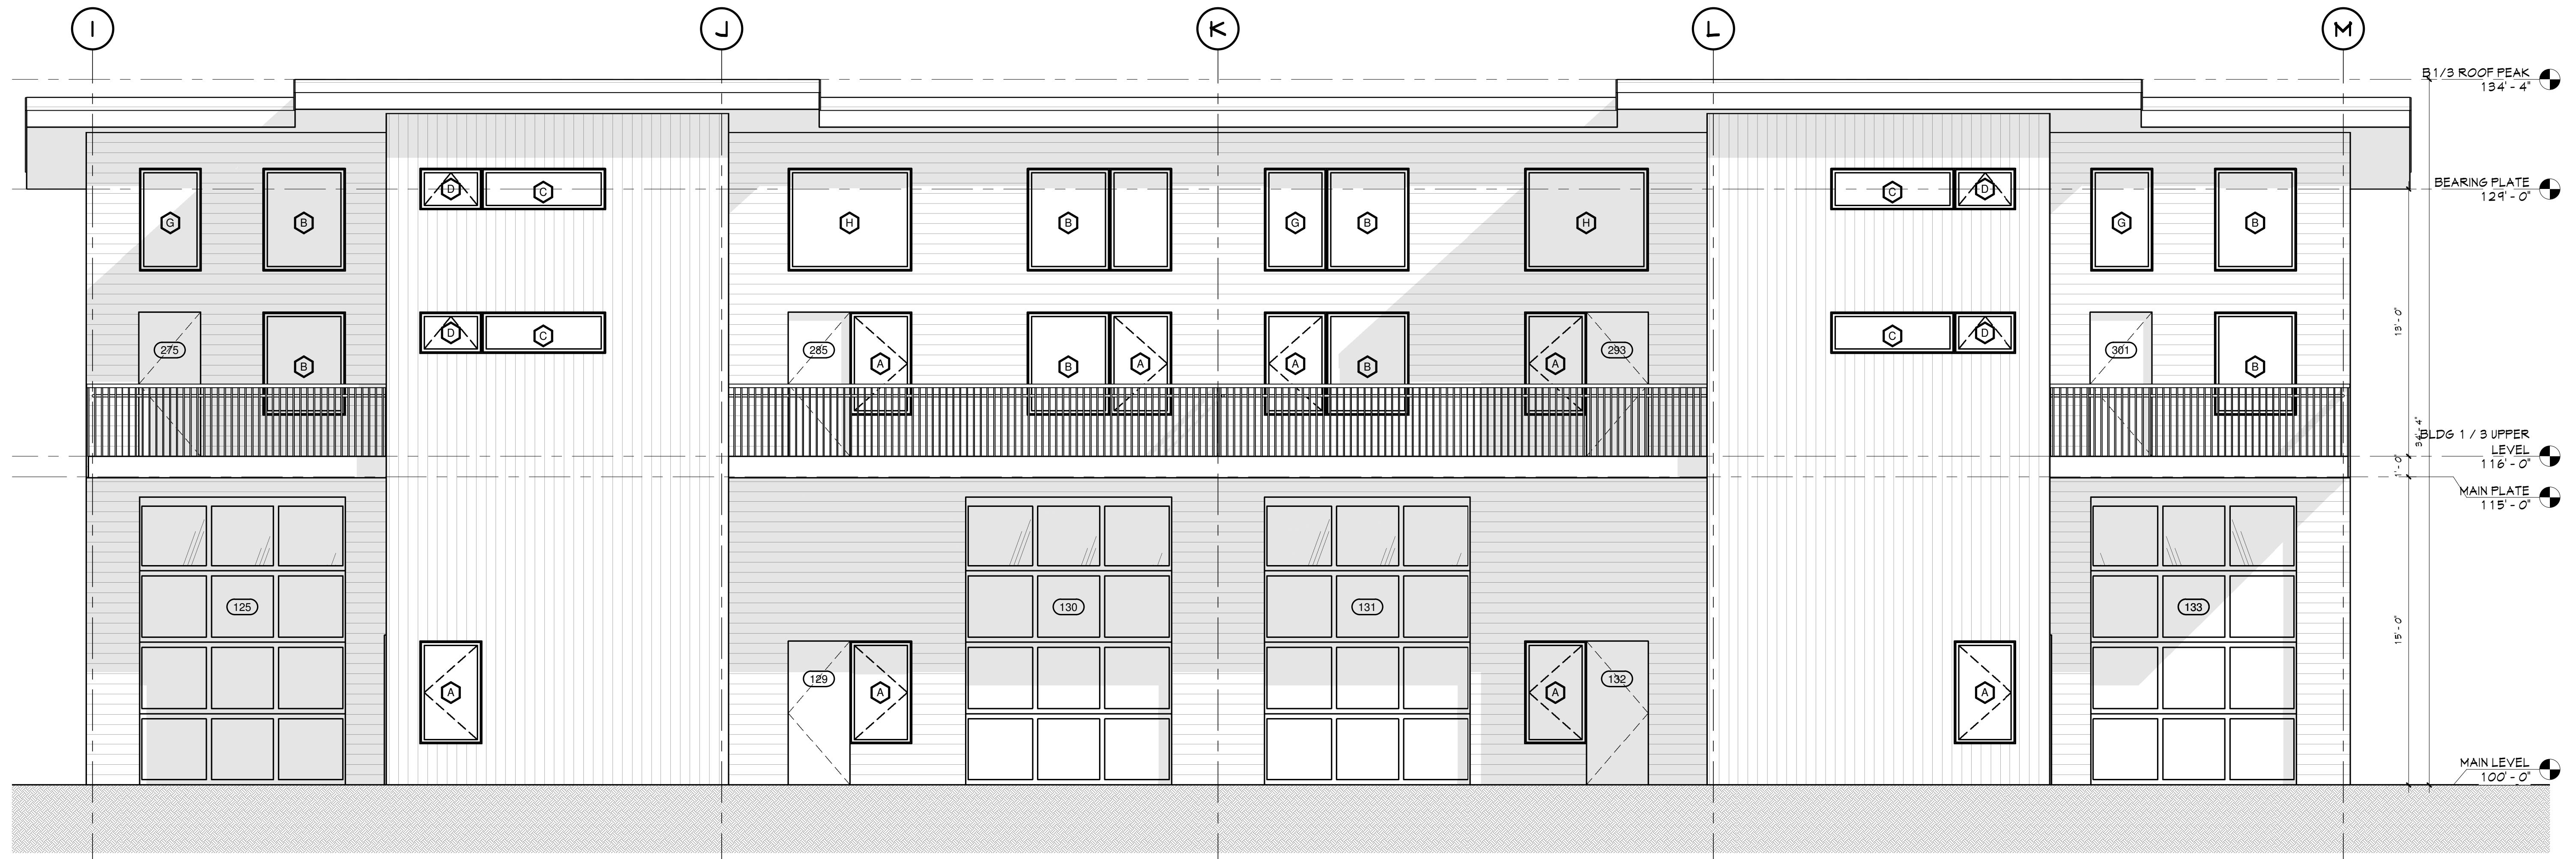 I J K L M
B1/3 ROOF PEAK
134' - 4"
BEARING PLATE
129' - 0"
D C C D
G B H B G B H G B
13' - 0"
D C C D
275 285 293 301
B A B A A B A B
34' - 4"
BLDG 1 / 3 UPPER
LEVEL
116' - 0"
1' - 0"
MAIN PLATE
115' - 0"
125 130 131 133
15' - 0"
129 132
A A A A
MAIN LEVEL
100' - 0"